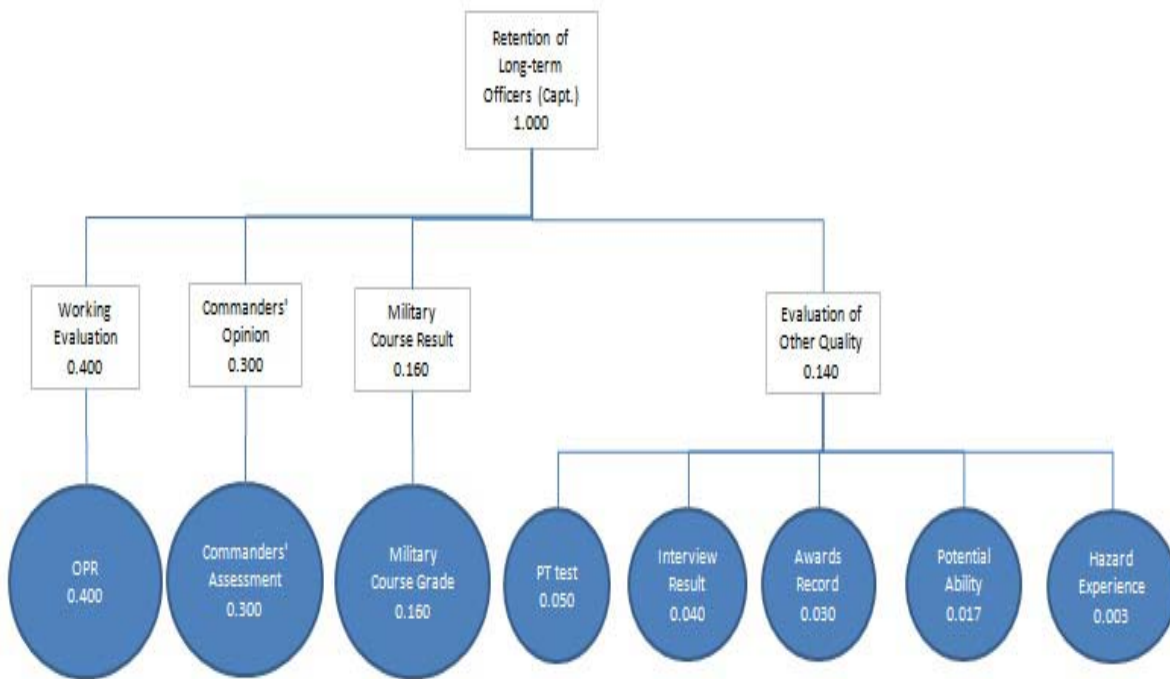 Retention of
Long-term
Officers (Capt.)
1.000
Working
Evaluation
0.400
Commanders'
Opinion
0.300
Military
Course Result
0.160
Evaluation of
Other Quality
0.140
OPR
0.400
Commanders'
Assessment
0.300
Military
Course Grade
0.160
PT test
0.050
Interview
Result
0.040
Awards
Record
0.030
Potential
Ability
0.017
Hazard
Experience
0.003